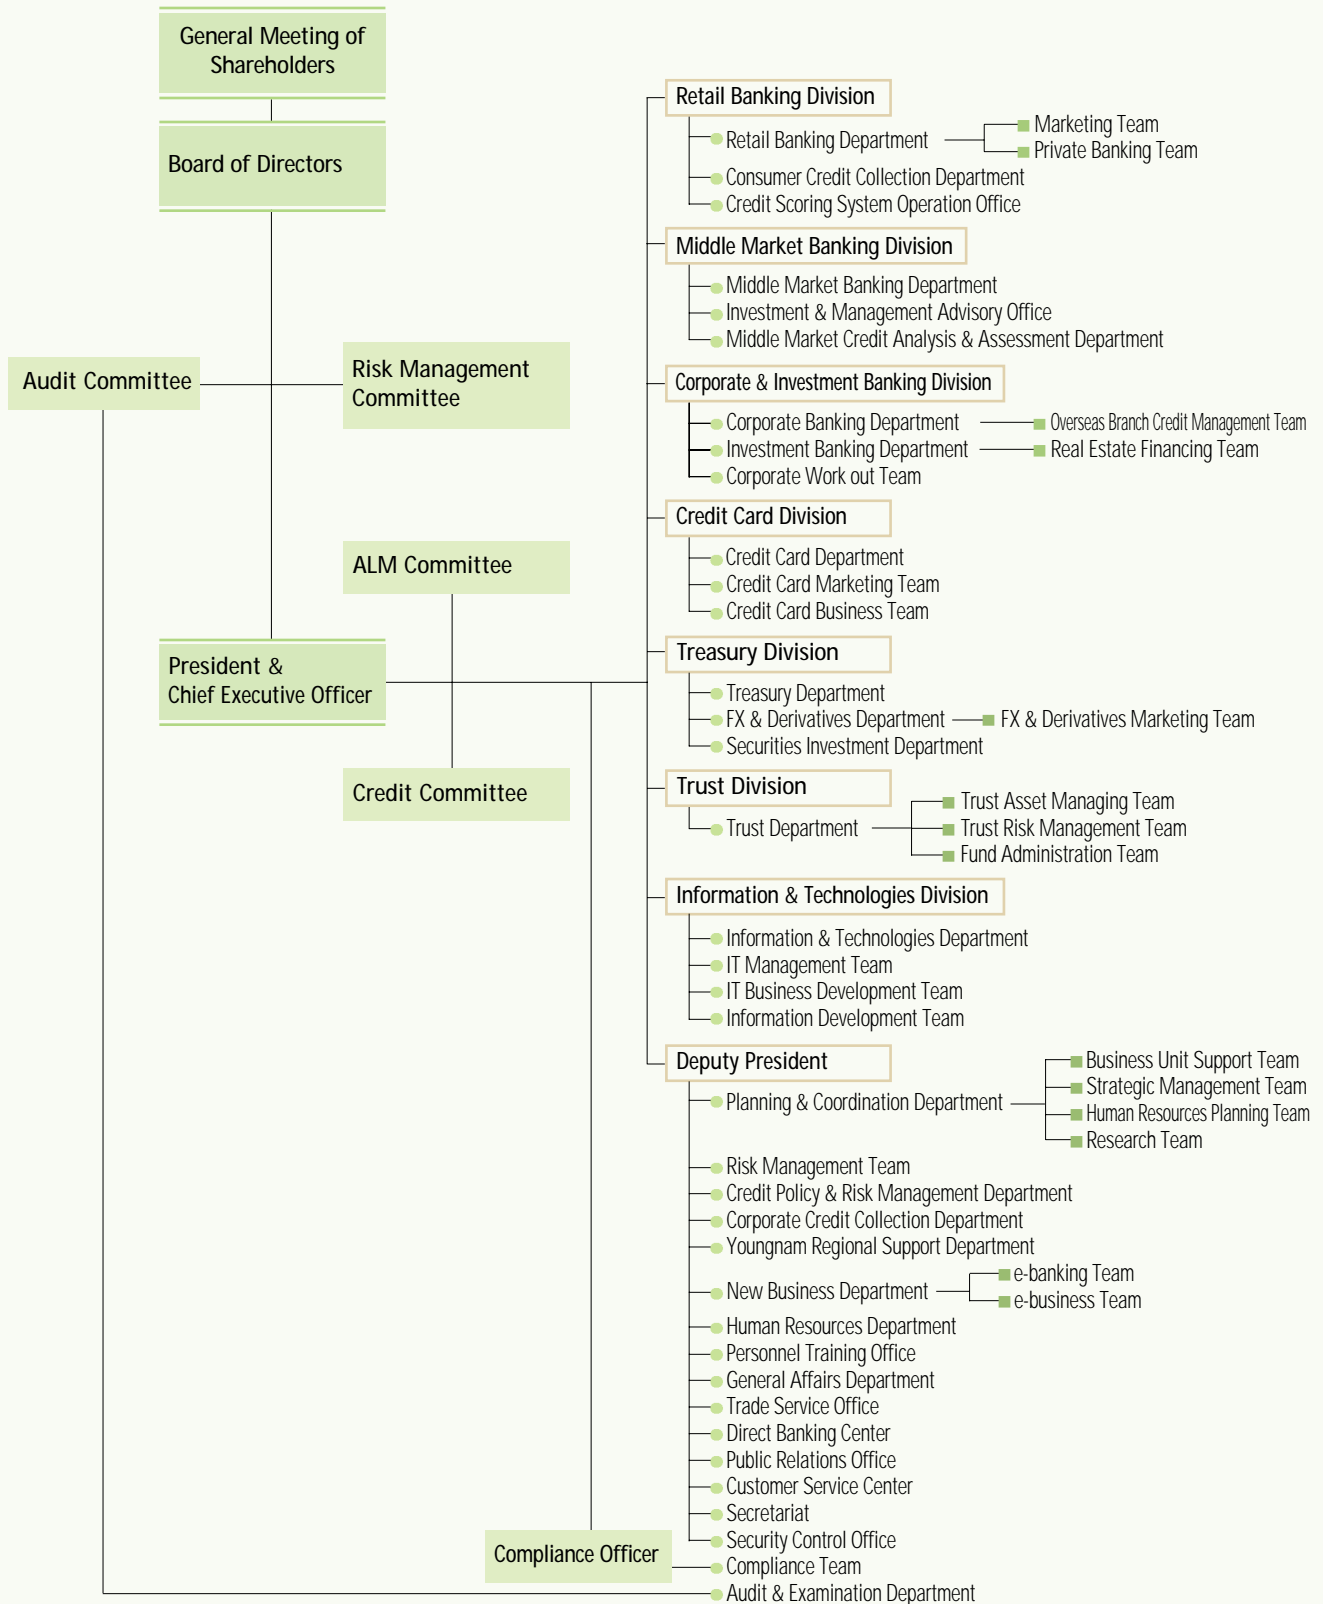 General Meeting of
Shareholders
Board of Directors
Audit Committee
Risk Management
Committee
ALM Committee
President &
Chief Executive Officer
Credit Committee
Compliance Officer
Retail Banking Division
Retail Banking Department
Marketing Team
Private Banking Team
Consumer Credit Collection Department
Credit Scoring System Operation Office
Middle Market Banking Division
Middle Market Banking Department
Investment & Management Advisory Office
Middle Market Credit Analysis & Assessment Department
Corporate & Investment Banking Division
Corporate Banking Department
Overseas Branch Credit Management Team
Investment Banking Department
Real Estate Financing Team
Corporate Work out Team
Credit Card Division
Credit Card Department
Credit Card Marketing Team
Credit Card Business Team
Treasury Division
Treasury Department
FX & Derivatives Department
FX & Derivatives Marketing Team
Securities Investment Department
Trust Division
Trust Department
Trust Asset Managing Team
Trust Risk Management Team
Fund Administration Team
Information & Technologies Division
Information & Technologies Department
IT Management Team
IT Business Development Team
Information Development Team
Deputy President
Planning & Coordination Department
Business Unit Support Team
Strategic Management Team
Human Resources Planning Team
Research Team
Risk Management Team
Credit Policy & Risk Management Department
Corporate Credit Collection Department
Youngnam Regional Support Department
New Business Department
e-banking Team
e-business Team
Human Resources Department
Personnel Training Office
General Affairs Department
Trade Service Office
Direct Banking Center
Public Relations Office
Customer Service Center
Secretariat
Security Control Office
Compliance Team
Audit & Examination Department